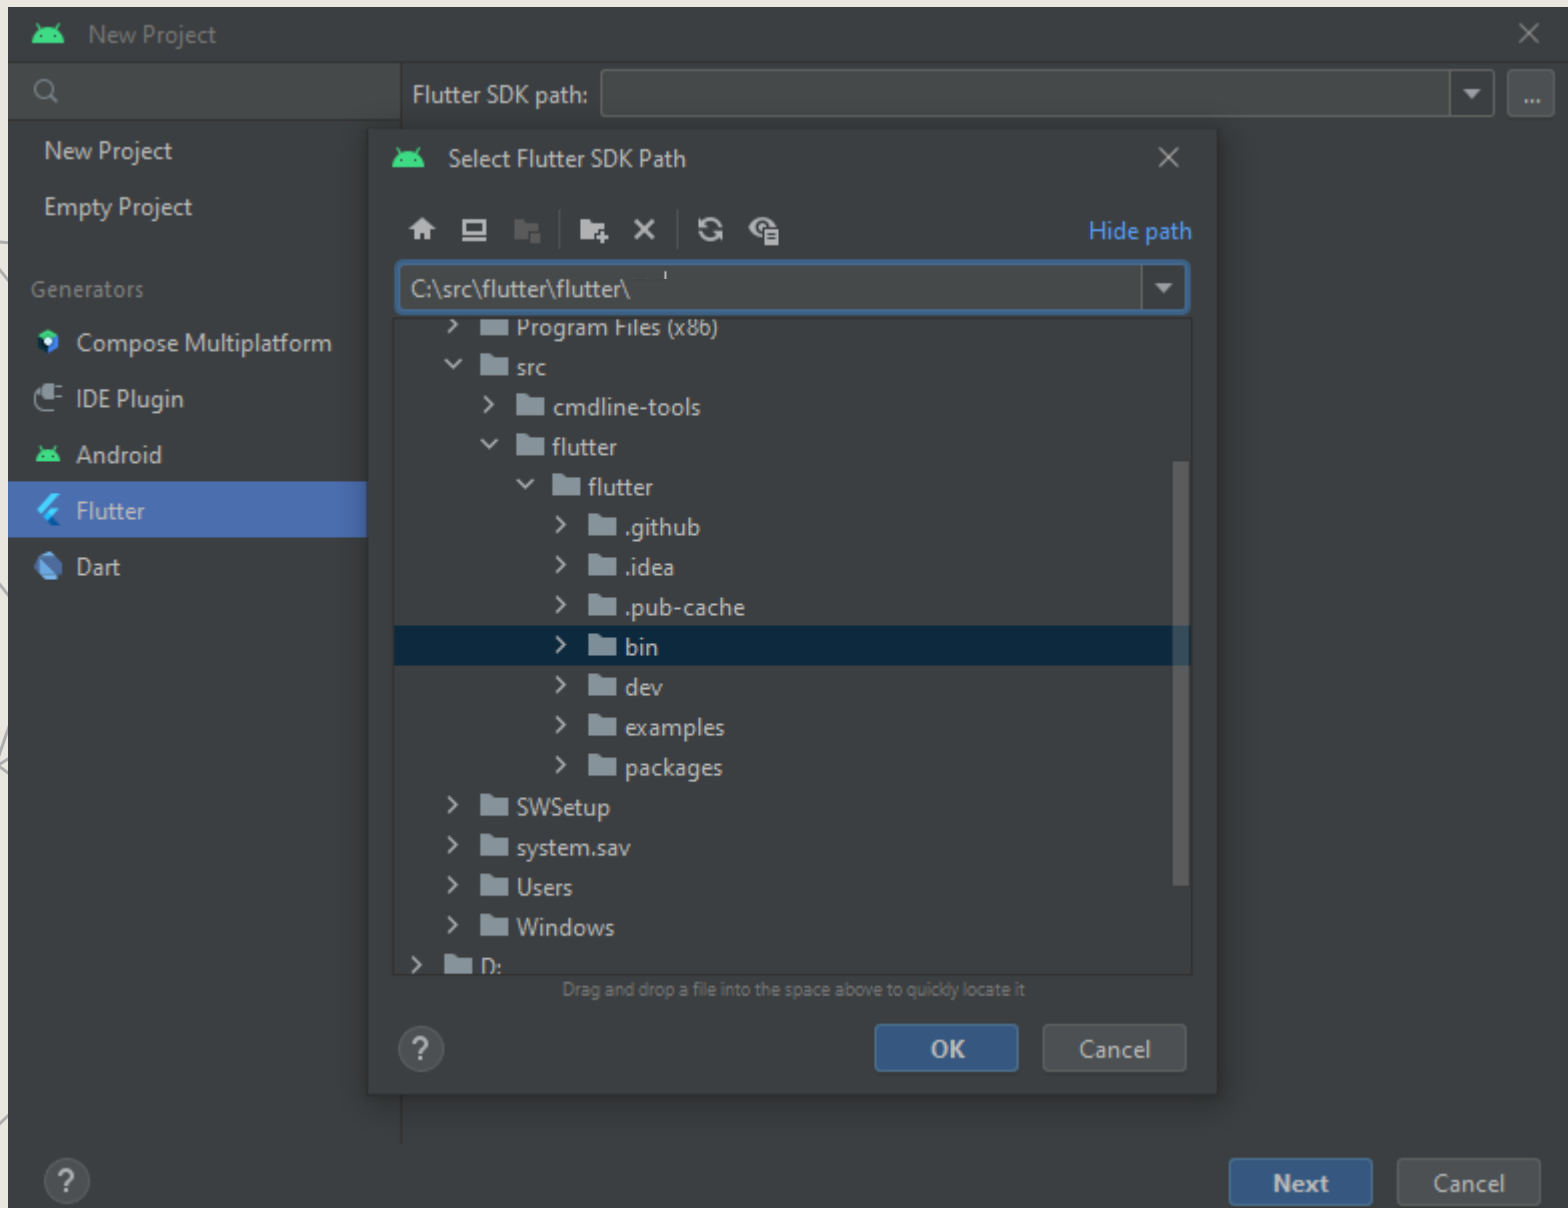 New Project
Flutter SDK path:
...
New Project
Empty Project
Generators
Compose Multiplatform
IDE Plugin
Android
Flutter
Dart
Select Flutter SDK Path
Hide path
C:\src\flutter\flutter\
Program Files (x86)
src
cmdline-tools
flutter
flutter
.github
.idea
.pub-cache
bin
dev
examples
packages
SWSetup
system.sav
Users
Windows
D:
Drag and drop a file into the space above to quickly locate it
?
OK
Cancel
?
Next
Cancel